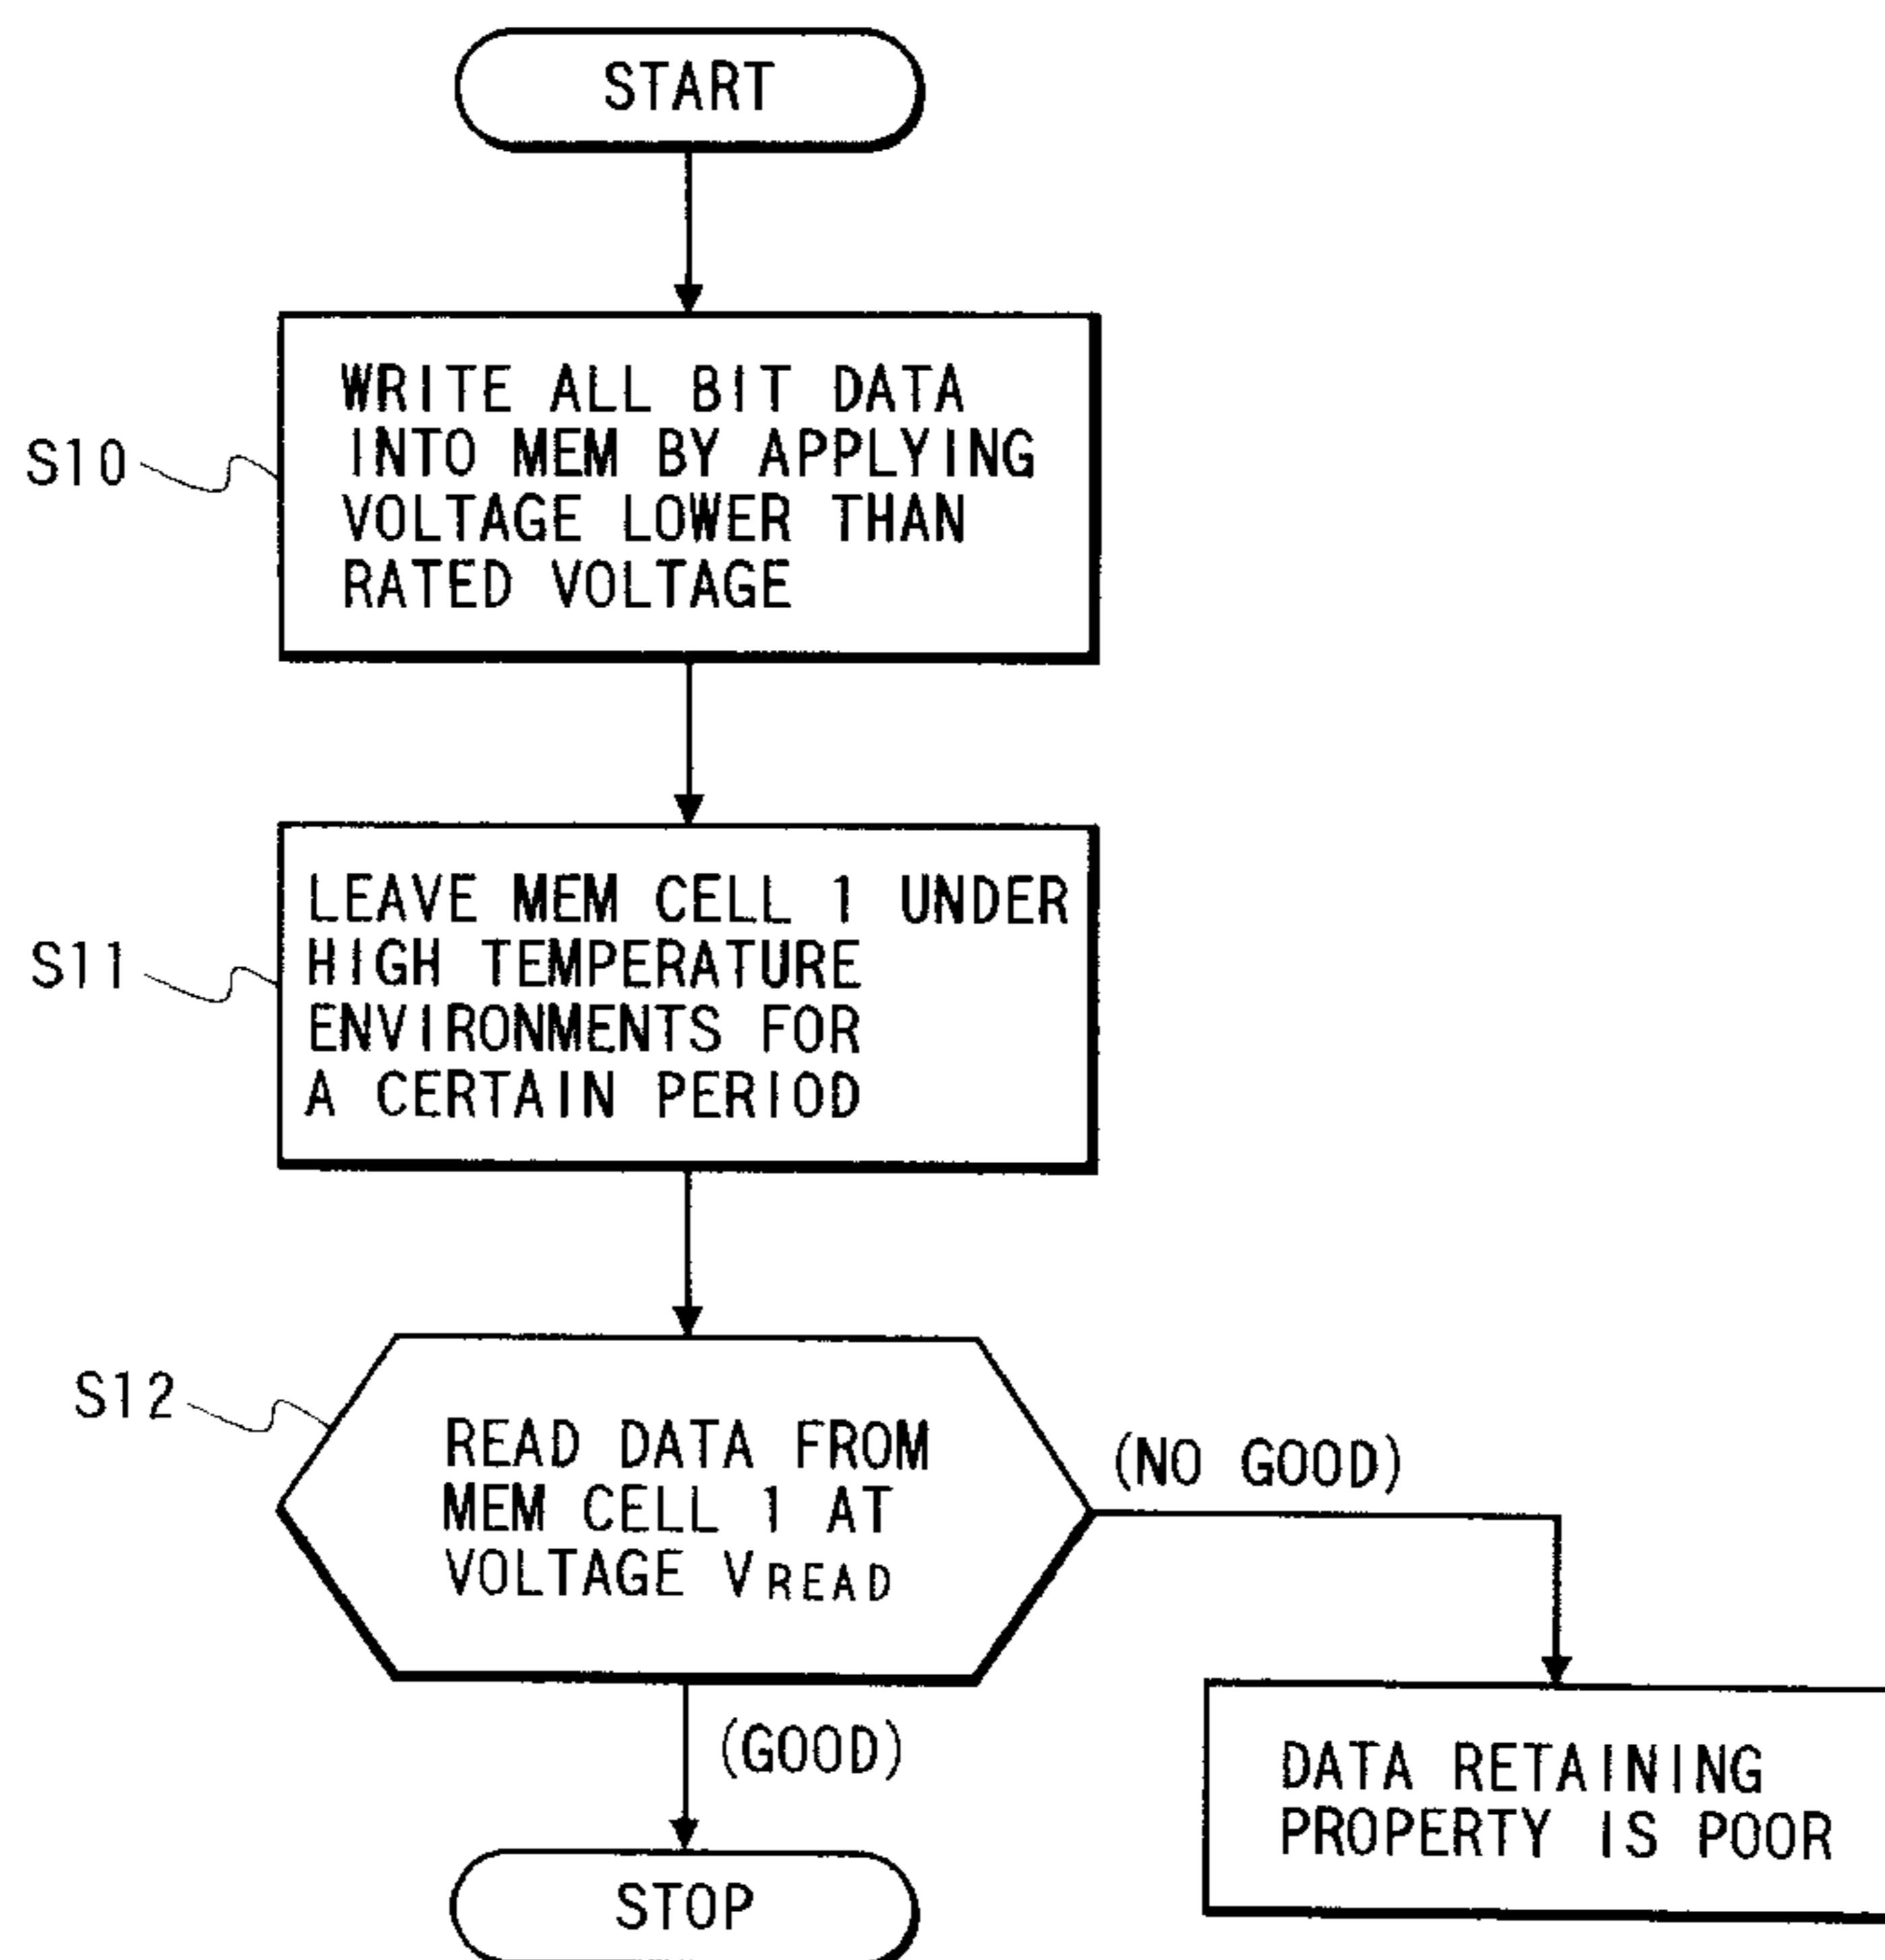 START
S10
WRITE ALL BIT DATA
INTO MEM BY APPLYING
VOLTAGE LOWER THAN
RATED VOLTAGE
S11
LEAVE MEM CELL 1 UNDER
HIGH TEMPERATURE
ENVIRONMENTS FOR
A CERTAIN PERIOD
S12
READ DATA FROM
MEM CELL 1 AT
VOLTAGE VREAD
(NO GOOD)
(GOOD)
DATA RETAINING
PROPERTY IS POOR
STOP